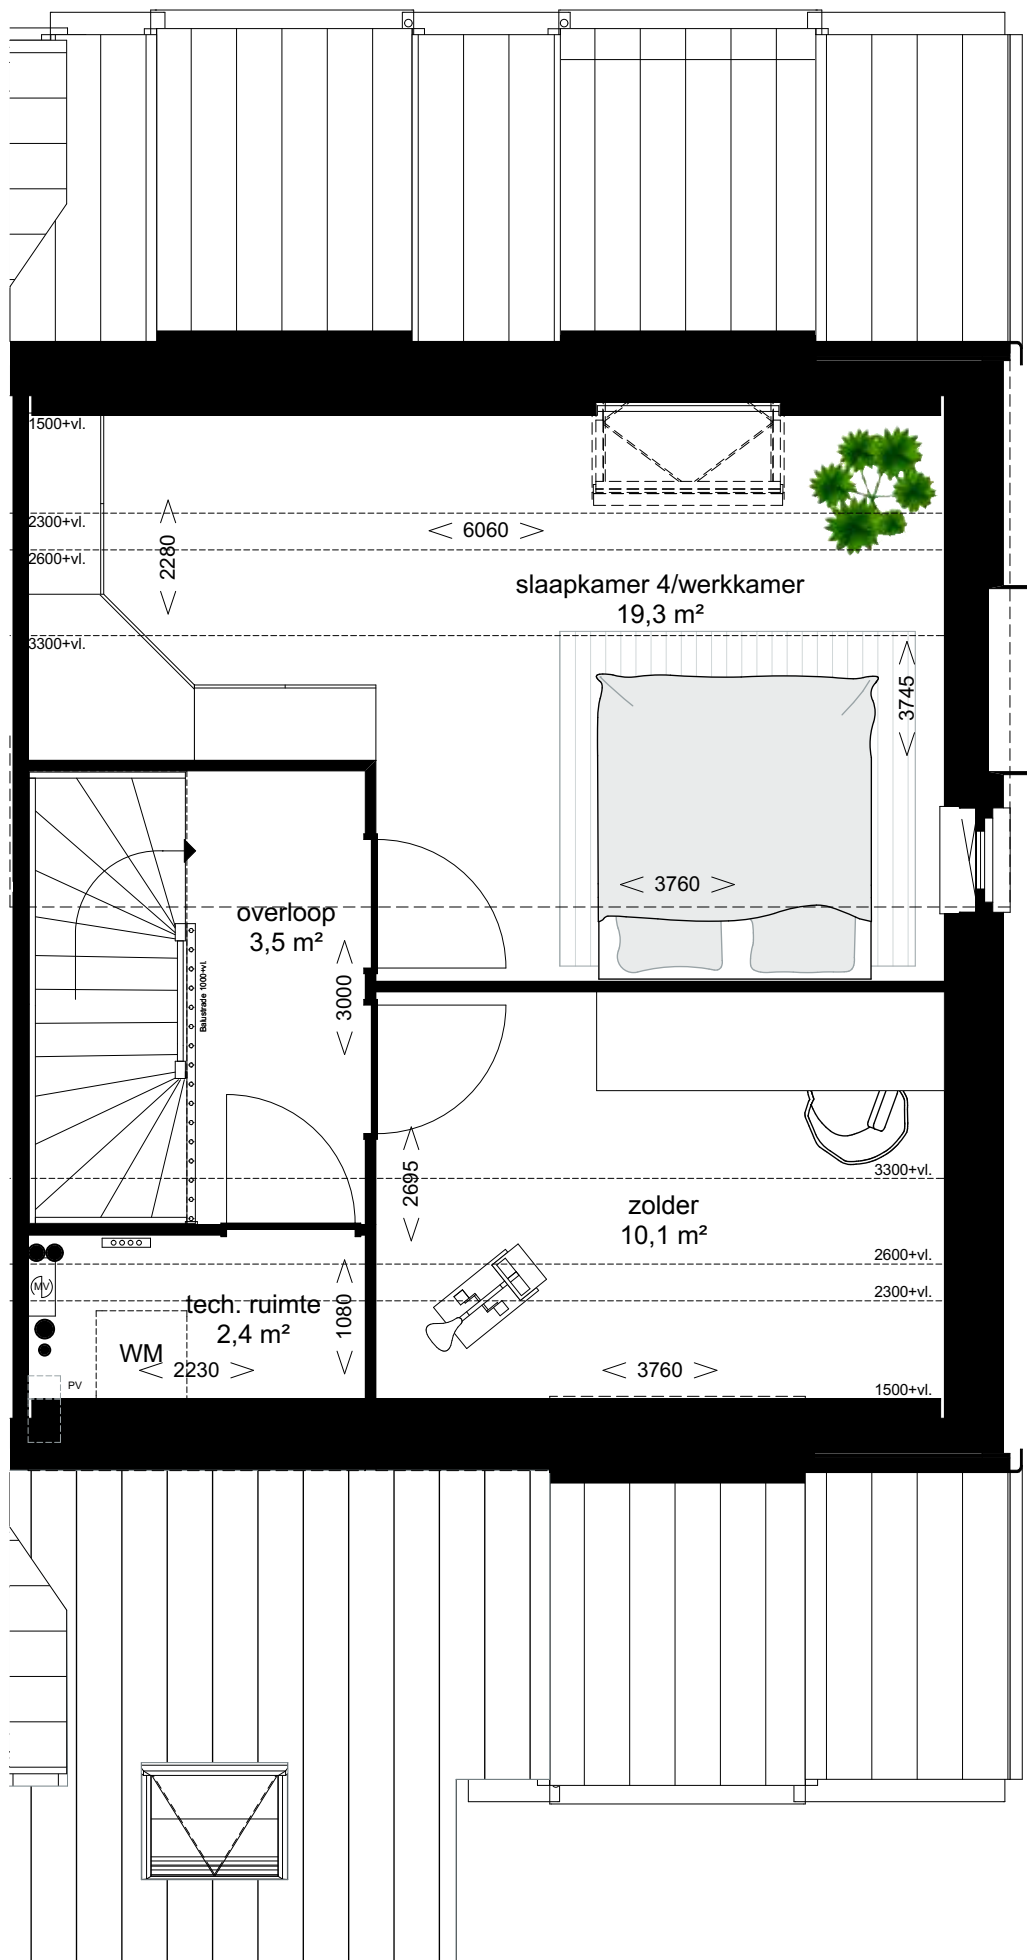 1500+vl.
2300+vl.
2600+vl.
3300+vl.
2280
6060
slaapkamer 4/werkkamer
19,3 m²
3745
3760
overloop
3,5 m²
3000
Balustrade 1000+vl.
2695
3300+vl.
zolder
10,1 m²
2600+vl.
2300+vl.
MV
tech. ruimte
2,4 m²
1080
WM
2230
3760
PV
1500+vl.